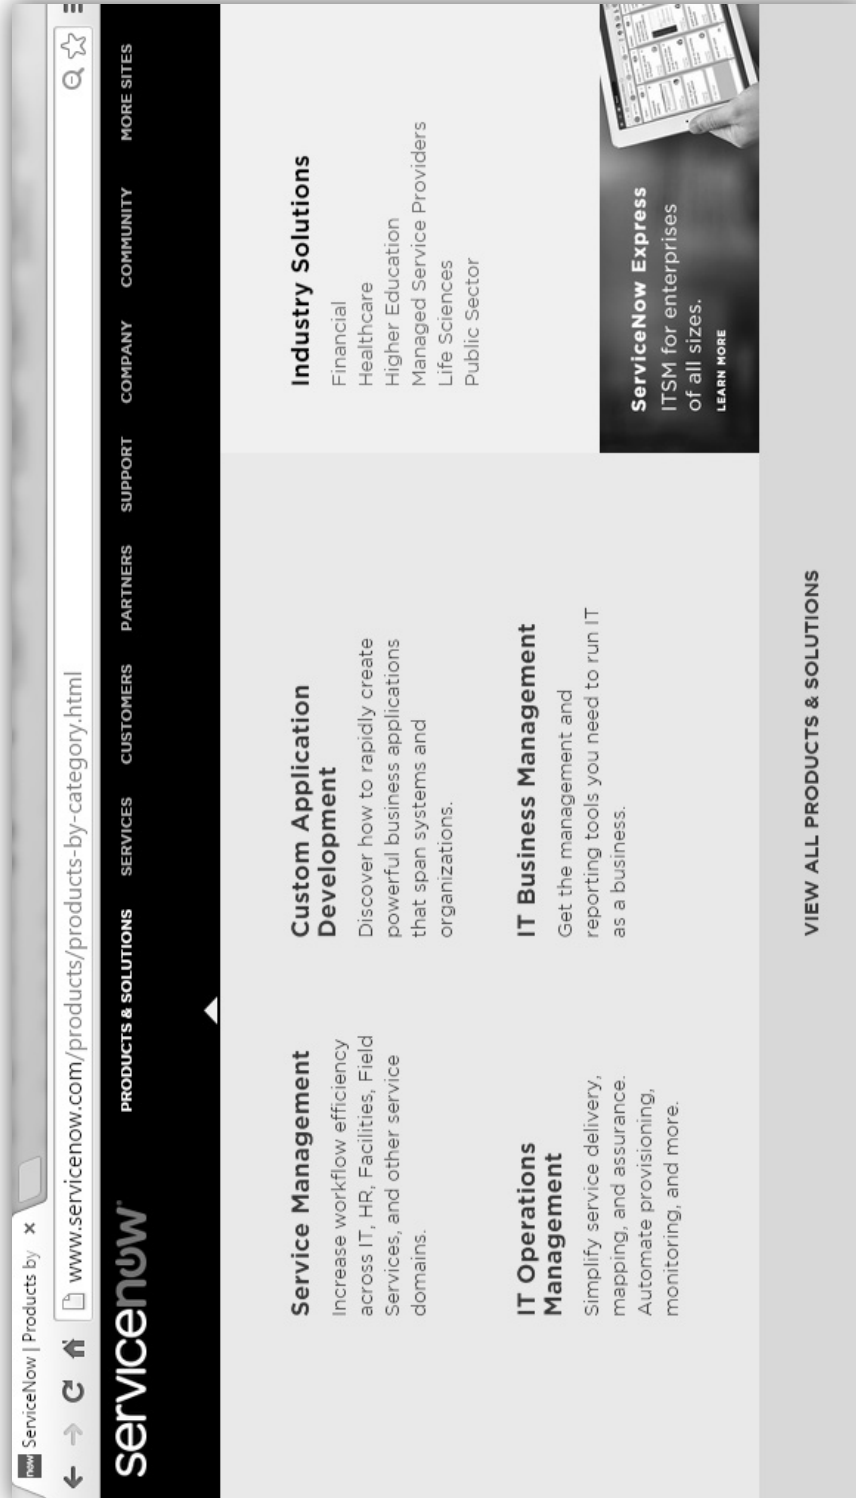 now ServiceNow | Products by ×
www.servicenow.com/products/products-by-category.html
servicenow
PRODUCTS & SOLUTIONS SERVICES CUSTOMERS PARTNERS SUPPORT COMPANY COMMUNITY MORE SITES
Service Management
Increase workflow efficiency
across IT, HR, Facilities, Field
Services, and other service
domains.
Custom Application
Development
Discover how to rapidly create
powerful business applications
that span systems and
organizations.
IT Operations
Management
Simplify service delivery,
mapping, and assurance.
Automate provisioning,
monitoring, and more.
IT Business Management
Get the management and
reporting tools you need to run IT
as a business.
Industry Solutions
Financial
Healthcare
Higher Education
Managed Service Providers
Life Sciences
Public Sector
ServiceNow Express
ITSM for enterprises
of all sizes.
LEARN MORE
VIEW ALL PRODUCTS & SOLUTIONS